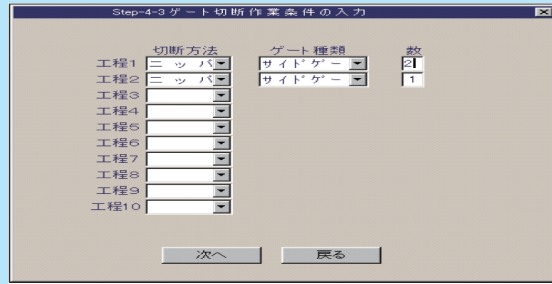 Step-4-3ゲート切断作業条件の入力
切断方法 ゲート種類 数
工程1 ニッパ サイドゲー 2
工程2 ニッパ サイドゲー 1
工程3
工程4
工程5
工程6
工程7
工程8
工程9
工程10
次へ 戻る